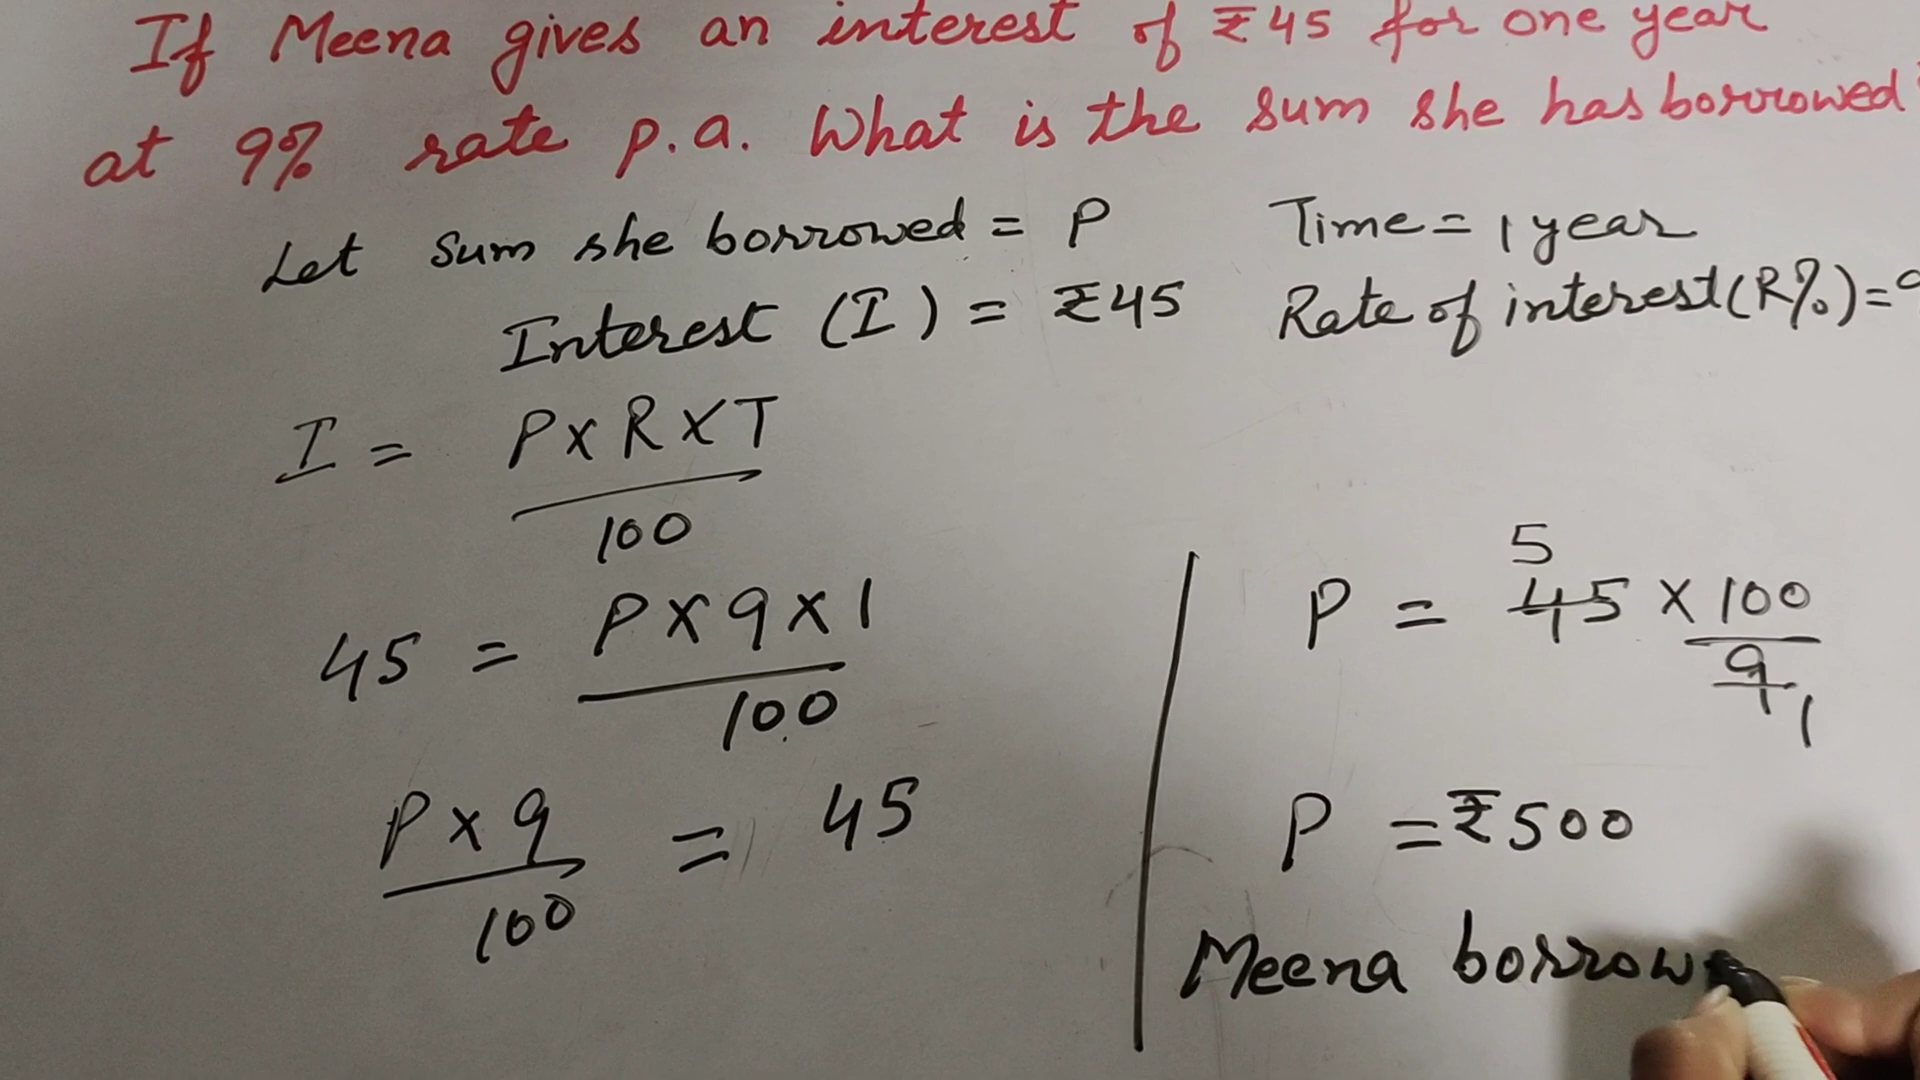 If Meena gives an interest of ₹45 for one year
at 9% rate p.a. What is the sum she has borrowed
Let sum she borrowed = P
Time = 1 year
Interest (I) = ₹45
Rate of interest (R%) =
I = P x R x T
100
45 = P x 9 x 1
100
P x 9 = 45
100
5
P = 45 x 100
9
1
P = ₹500
Meena borrow